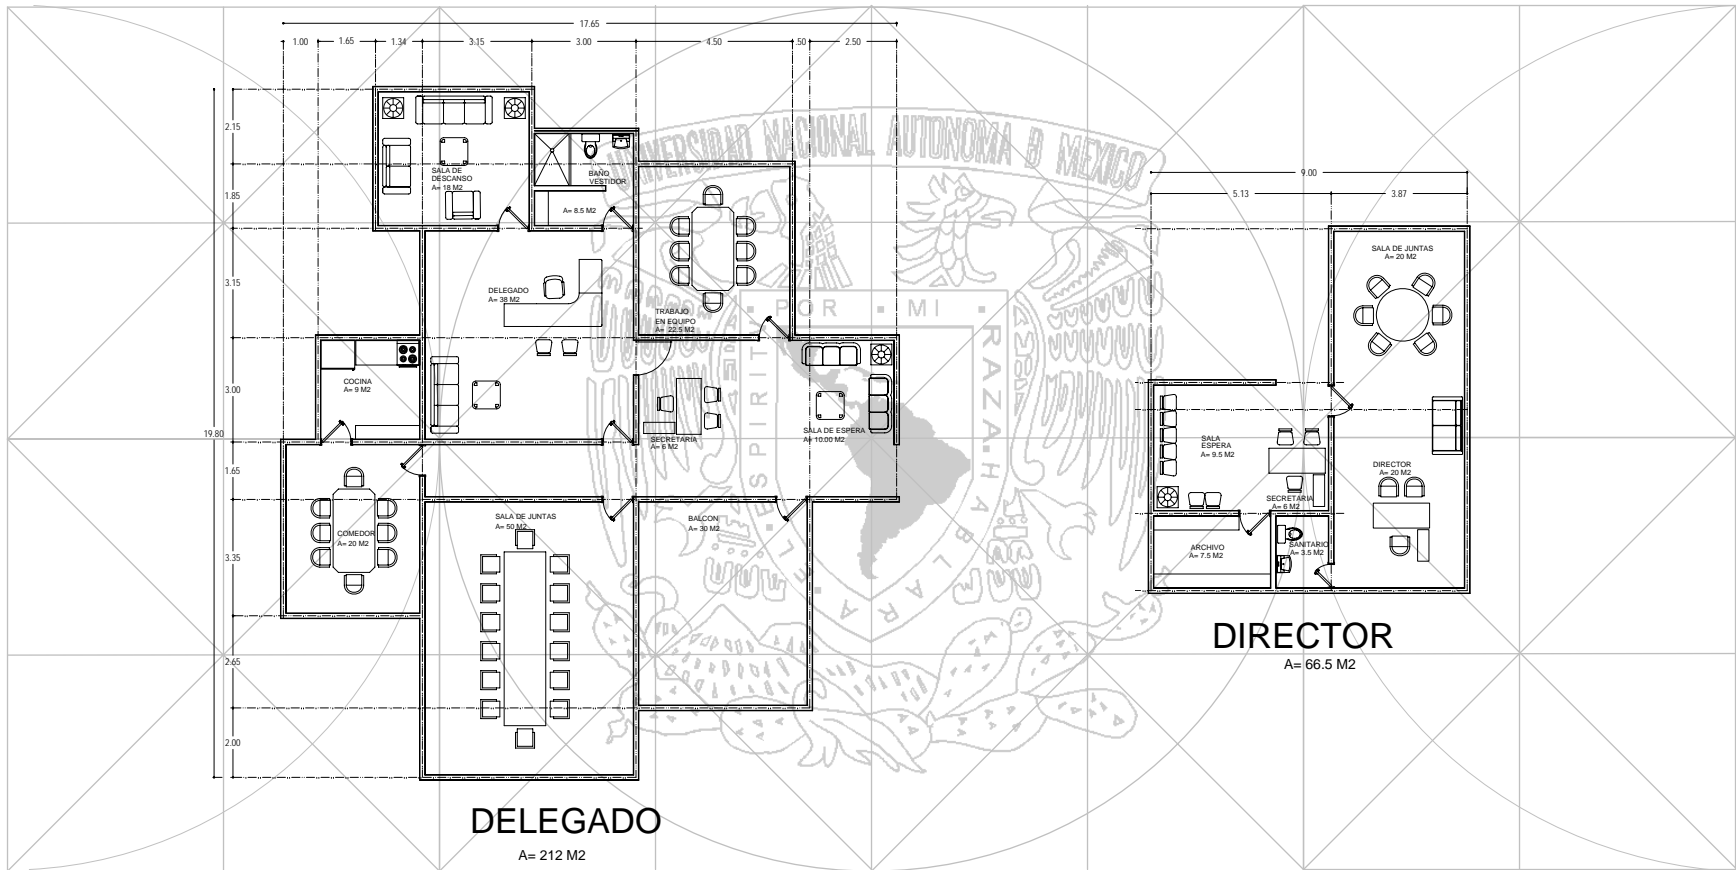 17.65
1.00 1.65 1.34 3.15 3.00 4.50 .50 2.50
2.15
1.85
3.15
3.00
19.80
1.65
3.35
2.65
2.00
SALA DE
DESCANSO
A= 18 M2
BAÑO
VESTIDOR
A= 8.5 M2
DELEGADO
A= 38 M2
TRABAJO
EN EQUIPO
A= 22.5 M2
COCINA
A= 9 M2
SECRETARIA
A= 6 M2
SALA DE ESPERA
A= 10.00 M2
COMEDOR
A= 20 M2
SALA DE JUNTAS
A= 50 M2
BALCON
A= 30 M2
DELEGADO
A= 212 M2
UNIVERSIDAD NACIONAL AUTONOMA D MEXICO
POR · MI · RAZA · HABLARA · EL · ESPIRITU
9.00
5.13 3.87
SALA DE JUNTAS
A= 20 M2
SALA
ESPERA
A= 9.5 M2
DIRECTOR
A= 20 M2
SECRETARIA
A= 6 M2
ARCHIVO
A= 7.5 M2
SANITARIO
A= 3.5 M2
DIRECTOR
A= 66.5 M2